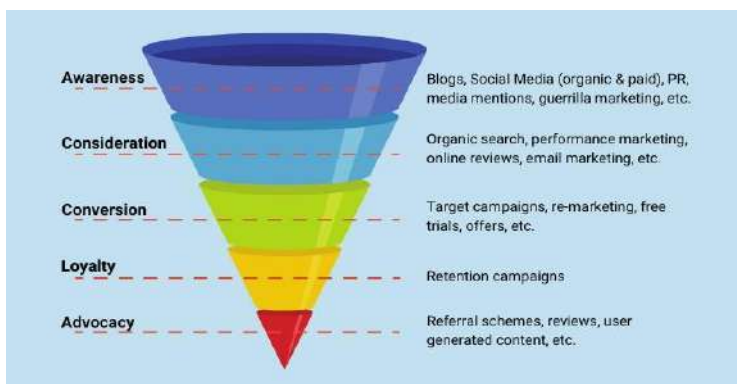 Awareness
Blogs, Social Media (organic & paid), PR,
media mentions, guerrilla marketing, etc.
Consideration
Organic search, performance marketing,
online reviews, email marketing, etc.
Conversion
Target campaigns, re-marketing, free
trials, offers, etc.
Loyalty
Retention campaigns
Advocacy
Referral schemes, reviews, user
generated content, etc.